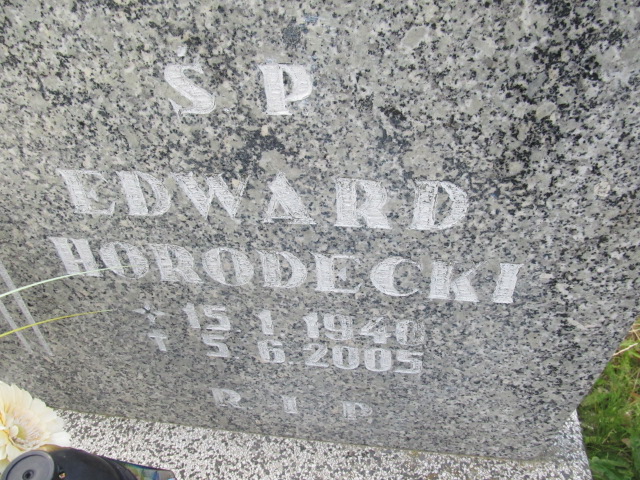 Ś P
EDWARD
HORODECKI
* 15 1 1940
† 5 6 2005
R I P